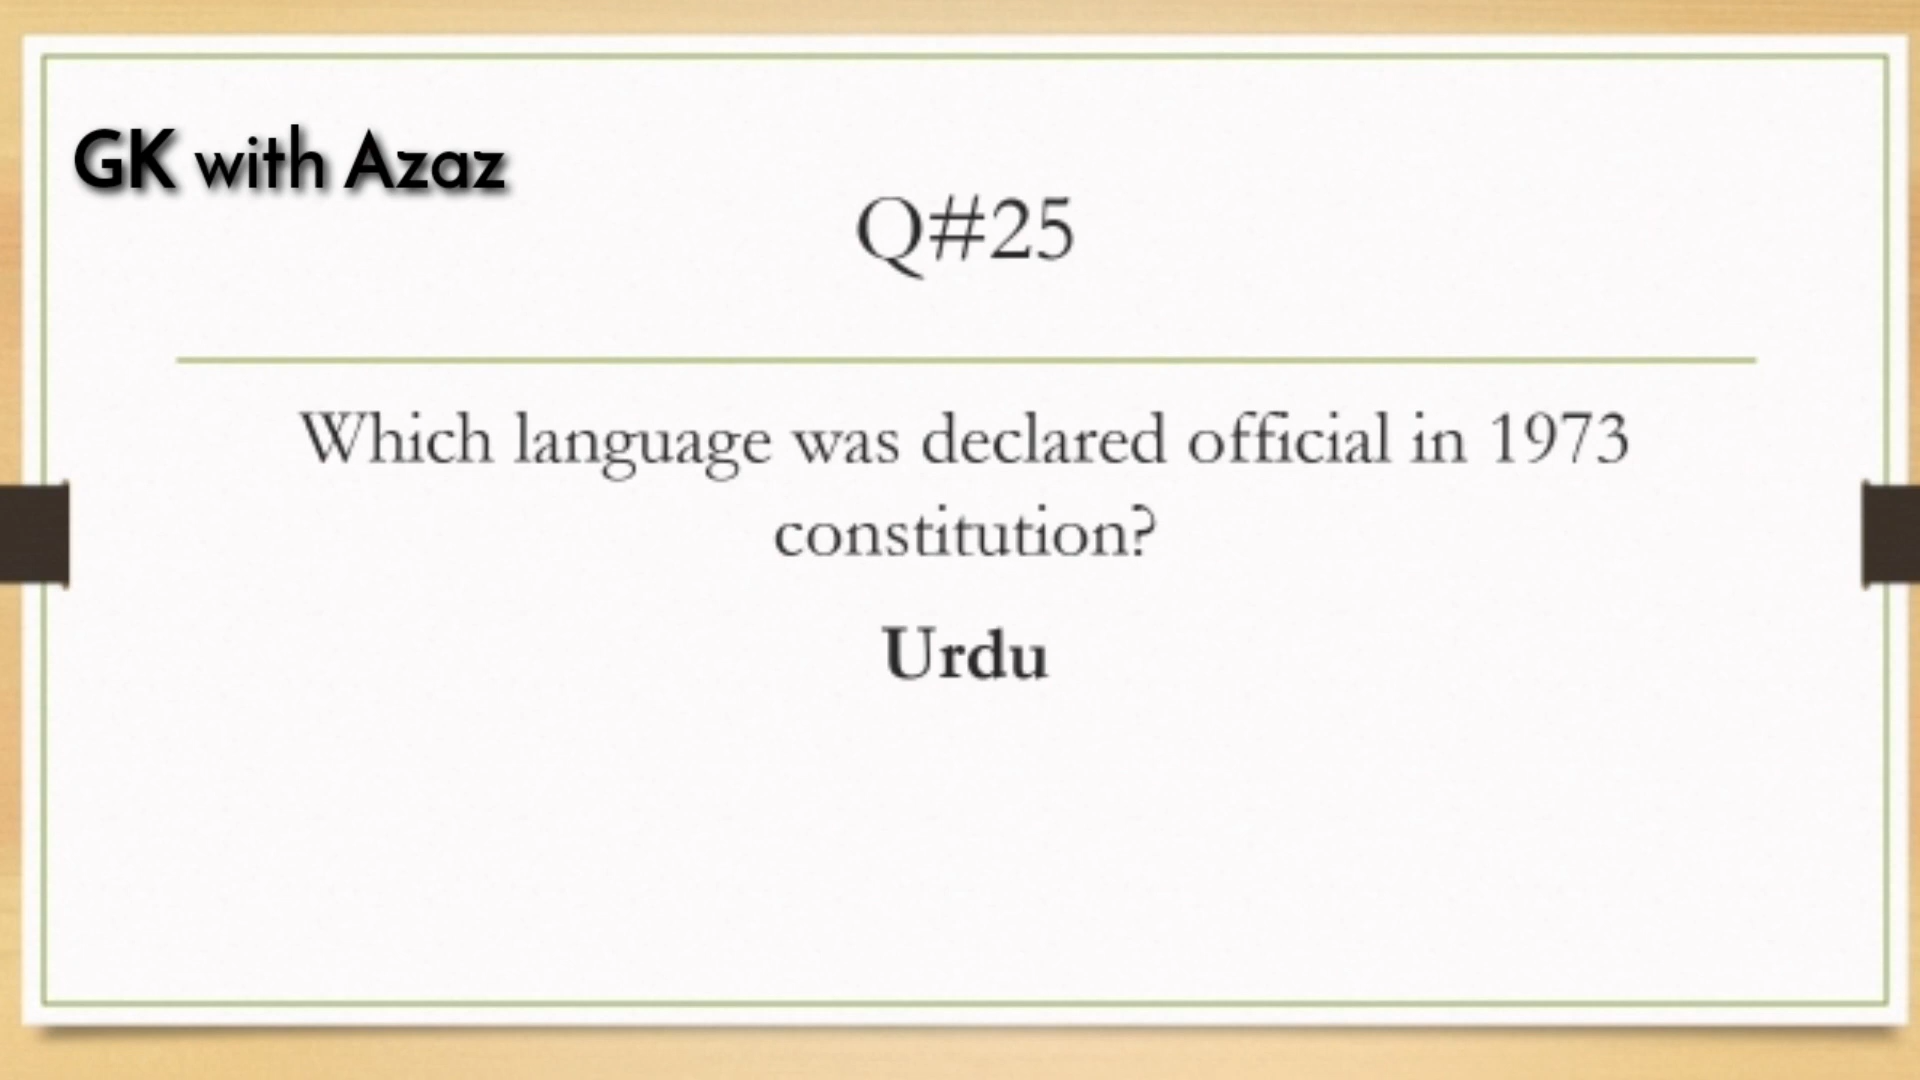 GK with Azaz
Q#25
Which language was declared official in 1973
constitution?
Urdu